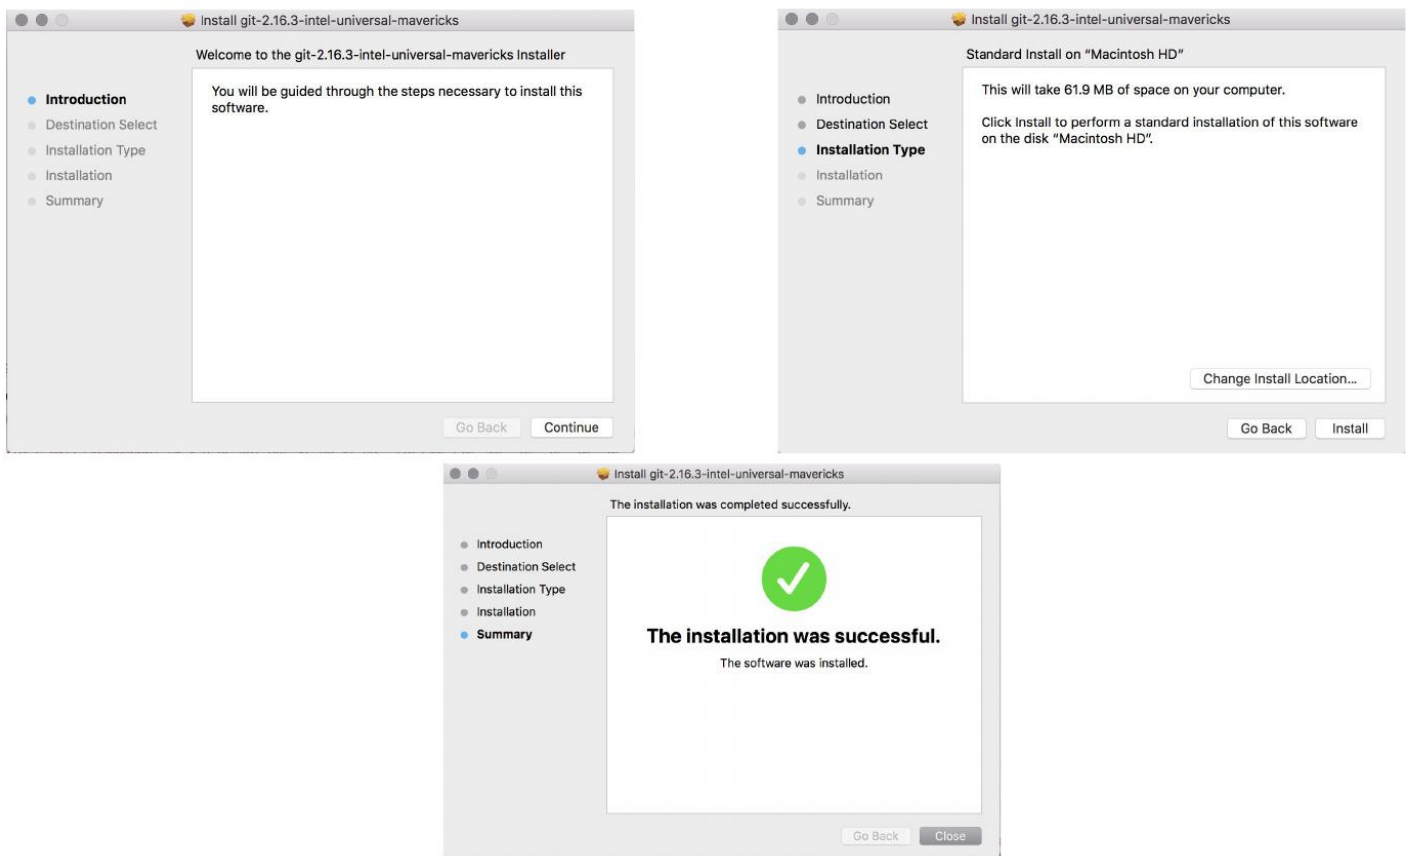 Install git-2.16.3-intel-universal-mavericks
Welcome to the git-2.16.3-intel-universal-mavericks Installer
Introduction
Destination Select
Installation Type
Installation
Summary
You will be guided through the steps necessary to install this
software.
Go Back
Continue
Install git-2.16.3-intel-universal-mavericks
Standard Install on “Macintosh HD”
Introduction
Destination Select
Installation Type
Installation
Summary
This will take 61.9 MB of space on your computer.
Click Install to perform a standard installation of this software
on the disk “Macintosh HD”.
Change Install Location...
Go Back
Install
Install git-2.16.3-intel-universal-mavericks
The installation was completed successfully.
Introduction
Destination Select
Installation Type
Installation
Summary
The installation was successful.
The software was installed.
Go Back
Close